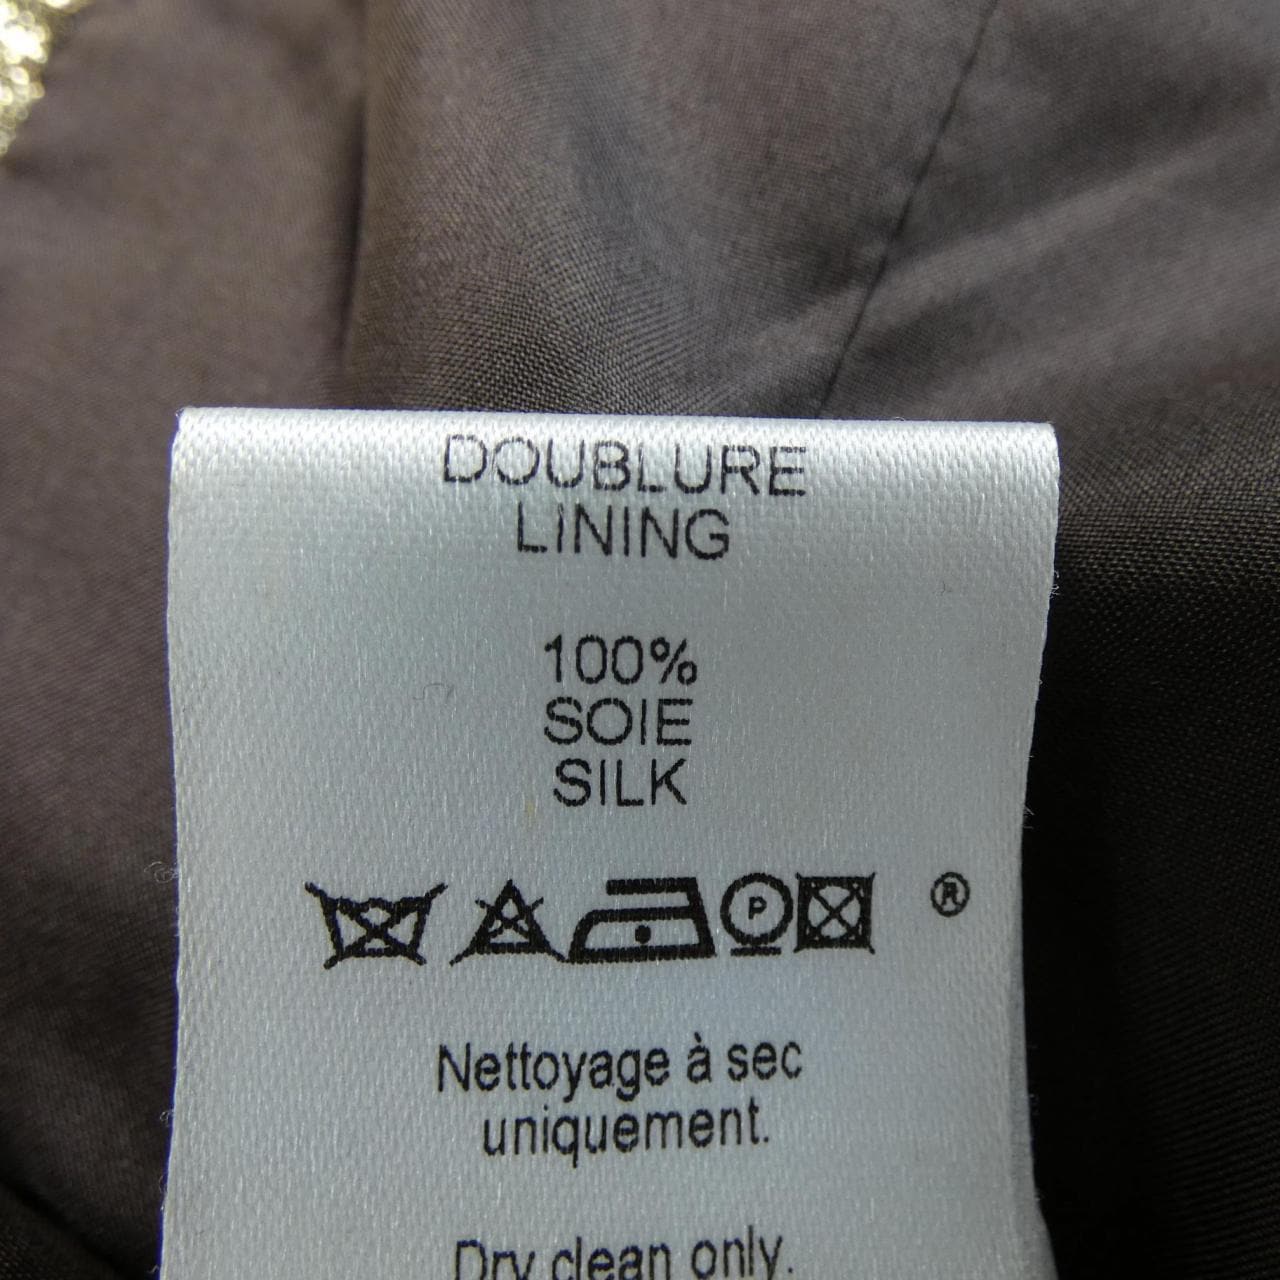 DOUBLURE
LINING
100%
SOIE
SILK
P ®
Nettoyage à sec
uniquement.
Dry clean only.